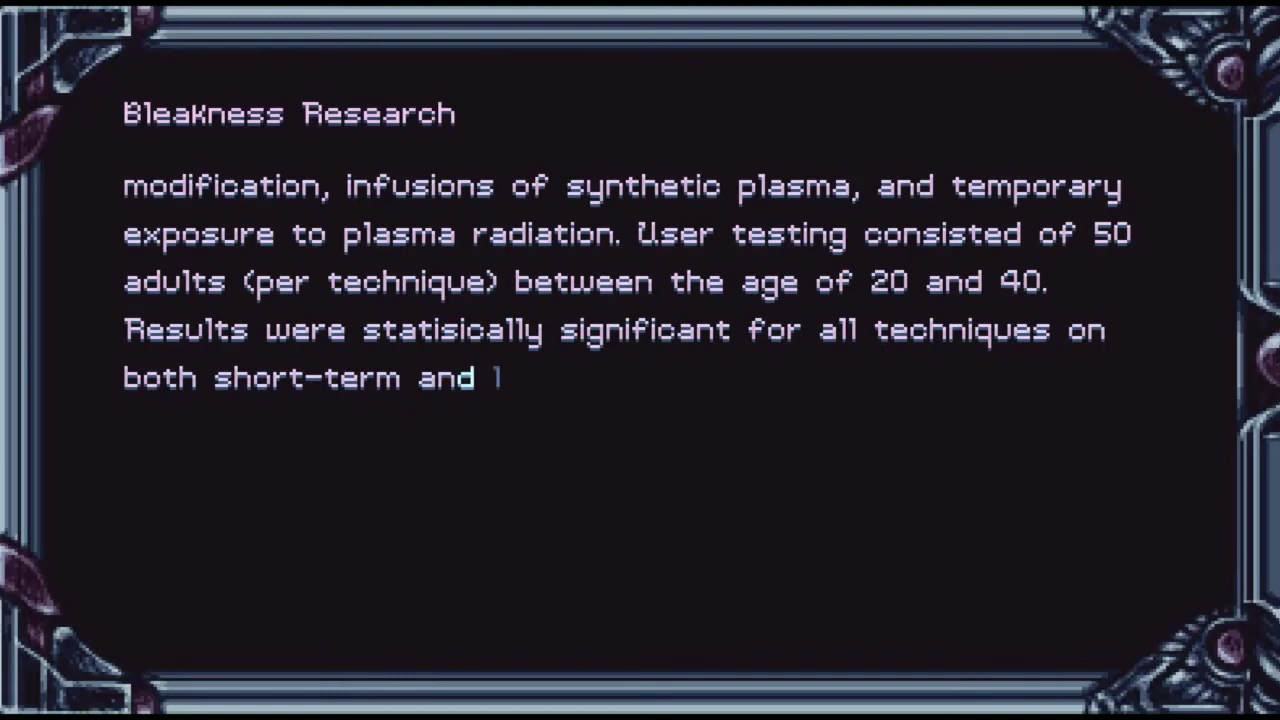 Bleakness Research
modification, infusions of synthetic plasma, and temporary
exposure to plasma radiation. User testing consisted of 50
adults (per technique) between the age of 20 and 40.
Results were statisically significant for all techniques on
both short-term and l